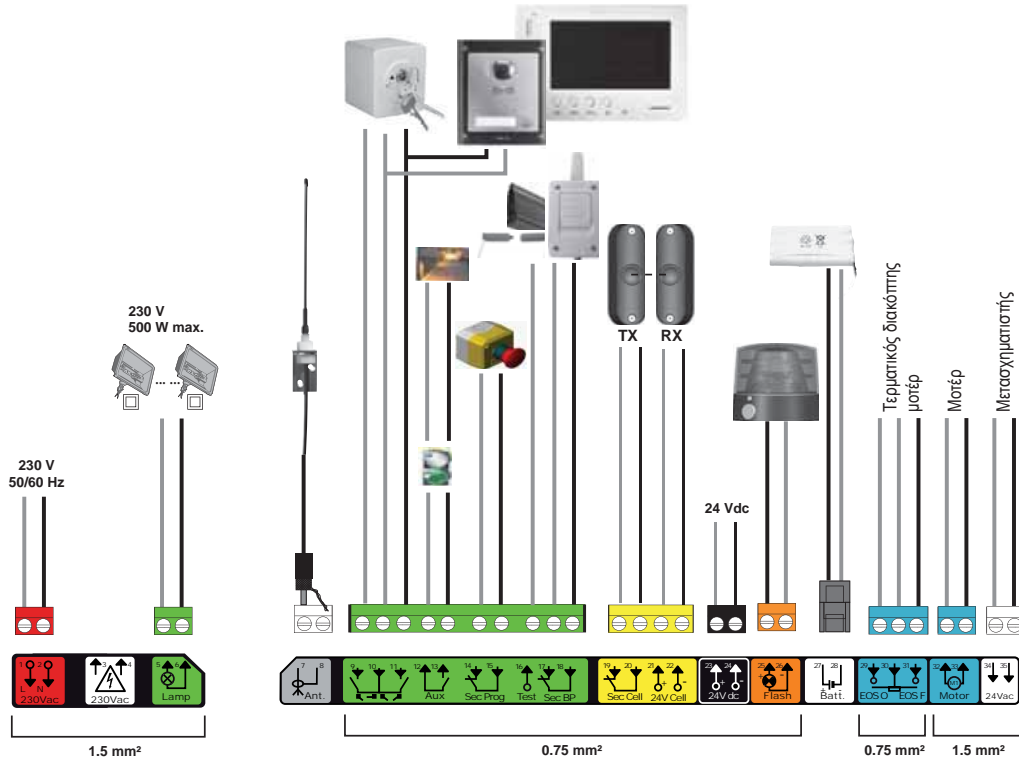 230 V
500 W max.
TX RX
Τερματικός διακόπτης
μοτέρ
Μοτέρ
Μετασχηματιστής
230 V
50/60 Hz
24 Vdc
1 2
L N
230Vac
3 4
230Vac
5 6
Lamp
7 8
Ant.
9 10 11 12 13 14 15 16 17 18
Aux Sec Prog Test Sec BP
19 20 21 22
+ -
Sec Cell 24V Cell
23 24
+ -
24V dc
25 26
+ -
Flash
27 28
Batt.
29 30 31
EOS O EOS F
32 33
M1
Motor
34 35
24Vac
1.5 mm²
0.75 mm²
0.75 mm²
1.5 mm²